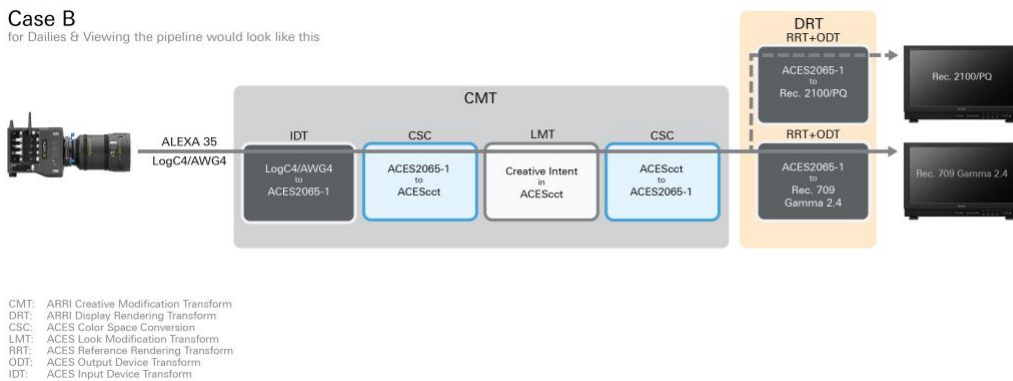 Case B
for Dailies & Viewing the pipeline would look like this
DRT
RRT+ODT
ACES2065-1
to
Rec. 2100/PQ
Rec. 2100/PQ
CMT
ALEXA 35
LogC4/AWG4
IDT
LogC4/AWG4
to
ACES2065-1
CSC
ACES2065-1
to
ACEScct
LMT
Creative Intent
in
ACEScct
CSC
ACEScct
to
ACES2065-1
RRT+ODT
ACES2065-1
to
Rec. 709
Gamma 2.4
Rec. 709 Gamma 2.4
CMT: ARRI Creative Modification Transform
DRT: ARRI Display Rendering Transform
CSC: ACES Color Space Conversion
LMT: ACES Look Modification Transform
RRT: ACES Reference Rendering Transform
ODT: ACES Output Device Transform
IDT: ACES Input Device Transform